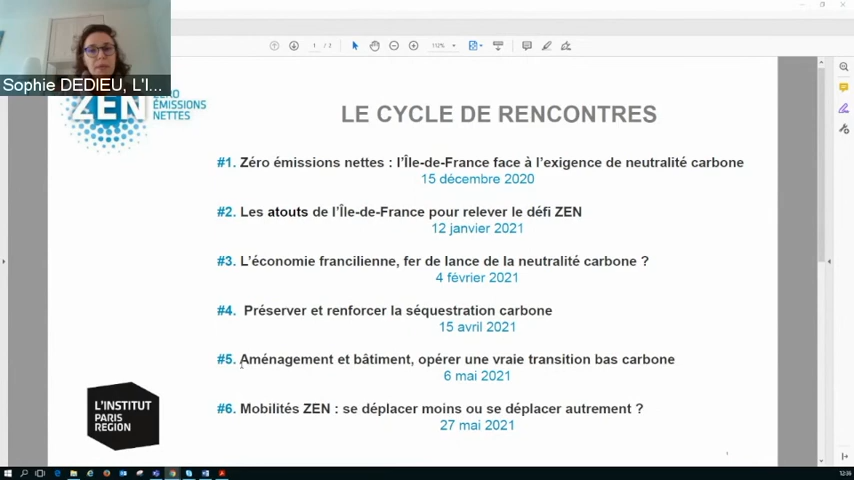 Sophie DEDIEU, L'I...
ZEN
ZÉRO
ÉMISSIONS
NETTES
1 / 1
112%
LE CYCLE DE RENCONTRES
#1. Zéro émissions nettes : l'Île-de-France face à l'exigence de neutralité carbone
15 décembre 2020
#2. Les atouts de l'Île-de-France pour relever le défi ZEN
12 janvier 2021
#3. L'économie francilienne, fer de lance de la neutralité carbone ?
4 février 2021
#4. Préserver et renforcer la séquestration carbone
15 avril 2021
#5. Aménagement et bâtiment, opérer une vraie transition bas carbone
6 mai 2021
#6. Mobilités ZEN : se déplacer moins ou se déplacer autrement ?
27 mai 2021
L'INSTITUT
PARIS
REGION